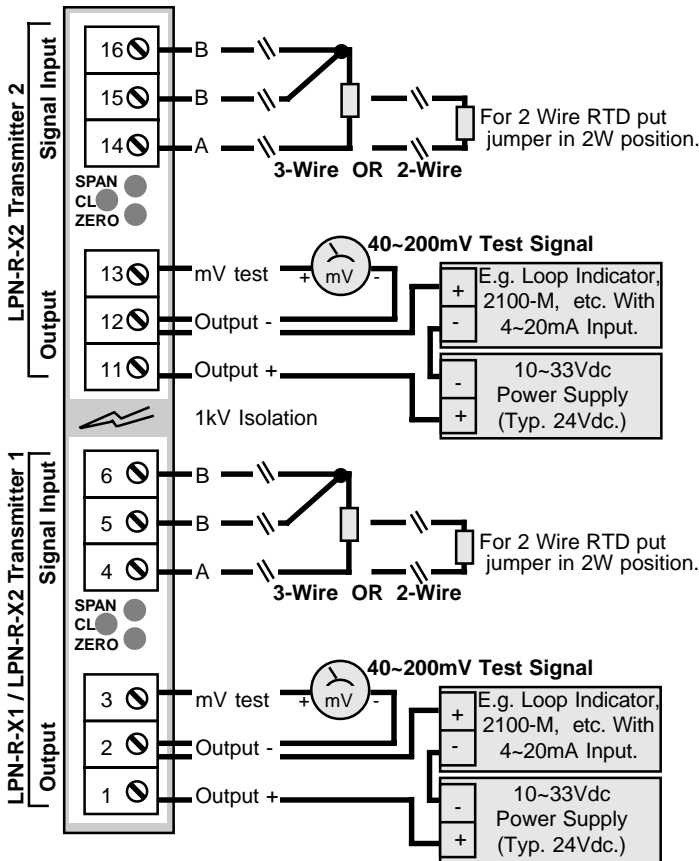 LPN-R-X2 Transmitter 2
Signal Input
Output
16 B
15 B
14 A
3-Wire OR 2-Wire
For 2 Wire RTD put
jumper in 2W position.
SPAN
CL
ZERO
40~200mV Test Signal
13 mV test + mV -
12 Output -
11 Output +
+ E.g. Loop Indicator,
2100-M, etc. With
- 4~20mA Input.
- 10~33Vdc
Power Supply
+ (Typ. 24Vdc.)
1kV Isolation
LPN-R-X1 / LPN-R-X2 Transmitter 1
Signal Input
Output
6 B
5 B
4 A
3-Wire OR 2-Wire
For 2 Wire RTD put
jumper in 2W position.
SPAN
CL
ZERO
40~200mV Test Signal
3 mV test + mV -
2 Output -
1 Output +
+ E.g. Loop Indicator,
2100-M, etc. With
- 4~20mA Input.
- 10~33Vdc
Power Supply
+ (Typ. 24Vdc.)